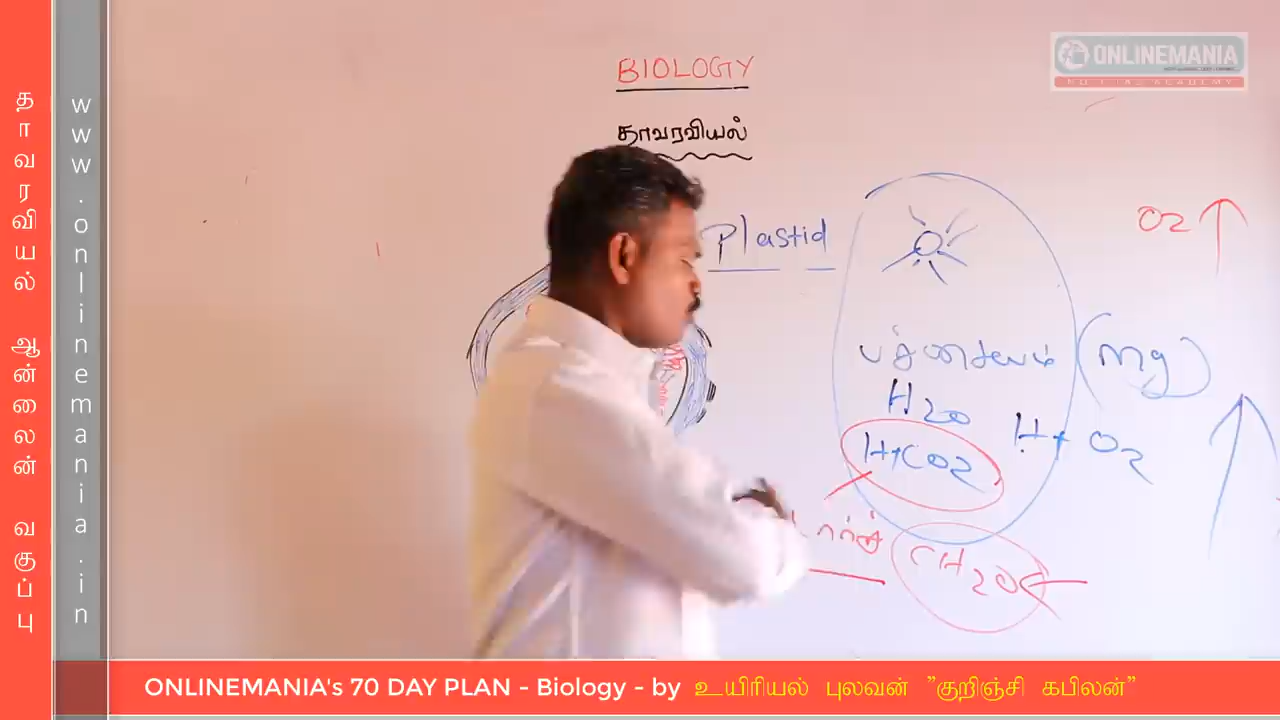 தாவரவியல் ஆன்லைன் வகுப்பு
www.onlinemania.in
ONLINEMANIA
BIOLOGY
தாவரவியல்
Plastid
O2
பச்சையம் (Mg)
H2O
H+ O2
H+CO2
CH2O
ONLINEMANIA's 70 DAY PLAN - Biology - by உயிரியல் புலவன் ”குறிஞ்சி கபிலன்”